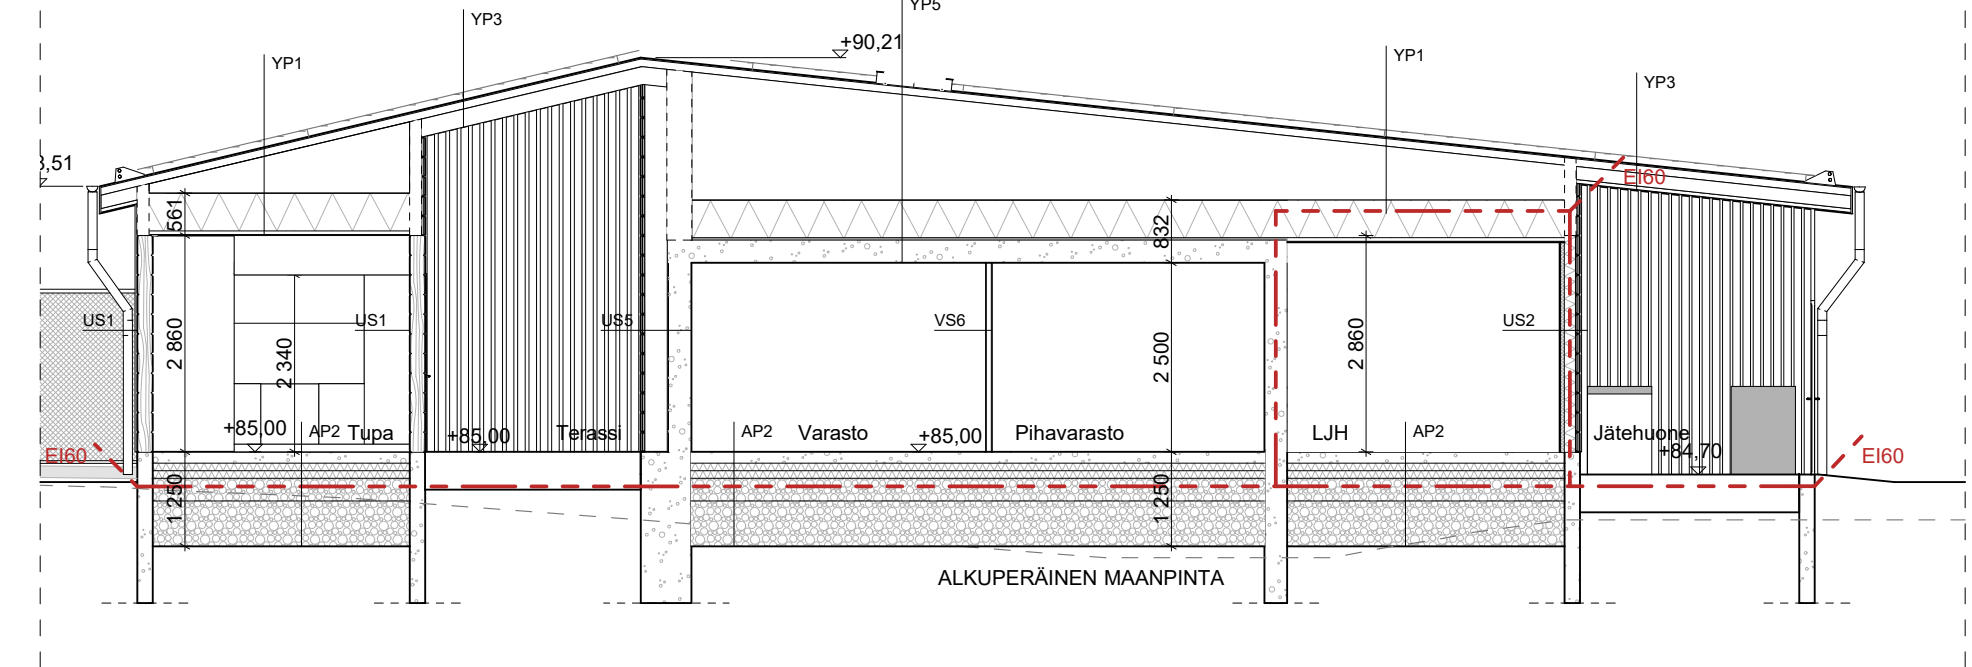 YP5
YP3
+90,21
YP1
YP1
YP3
3,51
EI60
561
832
US1
US1
US5
VS6
US2
2 860
2 340
2 500
2 860
+85,00
AP2
Tupa
+85,00
Terassi
AP2
Varasto
+85,00
Pihavarasto
LJH
AP2
Jätehuone
+84,70
EI60
EI60
1 250
1 250
ALKUPERÄINEN MAANPINTA